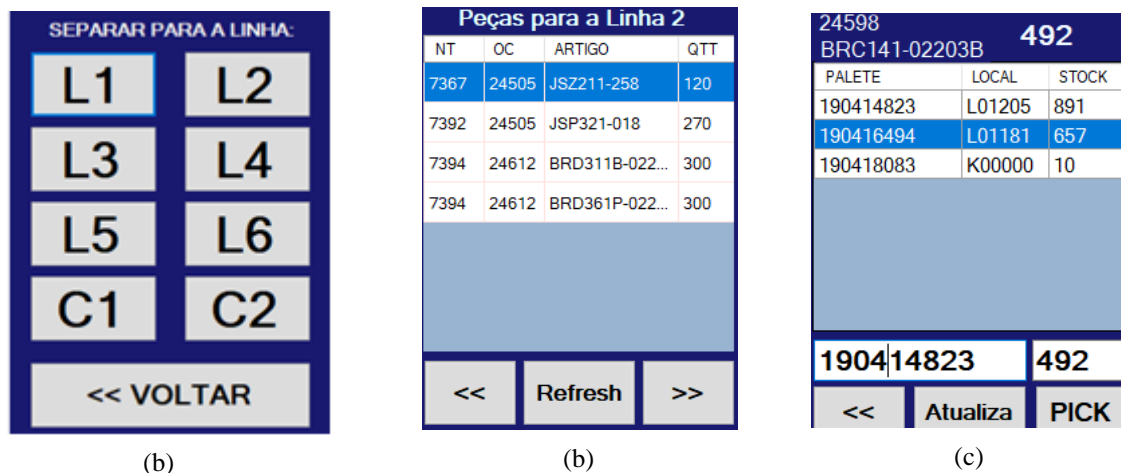 SEPARAR PARA A LINHA:
L1 L2
L3 L4
L5 L6
C1 C2
<< VOLTAR
(b)
Peças para a Linha 2
NT OC ARTIGO QTT
7367 24505 JSZ211-258 120
7392 24505 JSP321-018 270
7394 24612 BRD311B-022... 300
7394 24612 BRD361P-022... 300
<< Refresh >>
(b)
24598
BRC141-02203B 492
PALETE LOCAL STOCK
190414823 L01205 891
190416494 L01181 657
190418083 K00000 10
190414823 492
<< Atualiza PICK
(c)